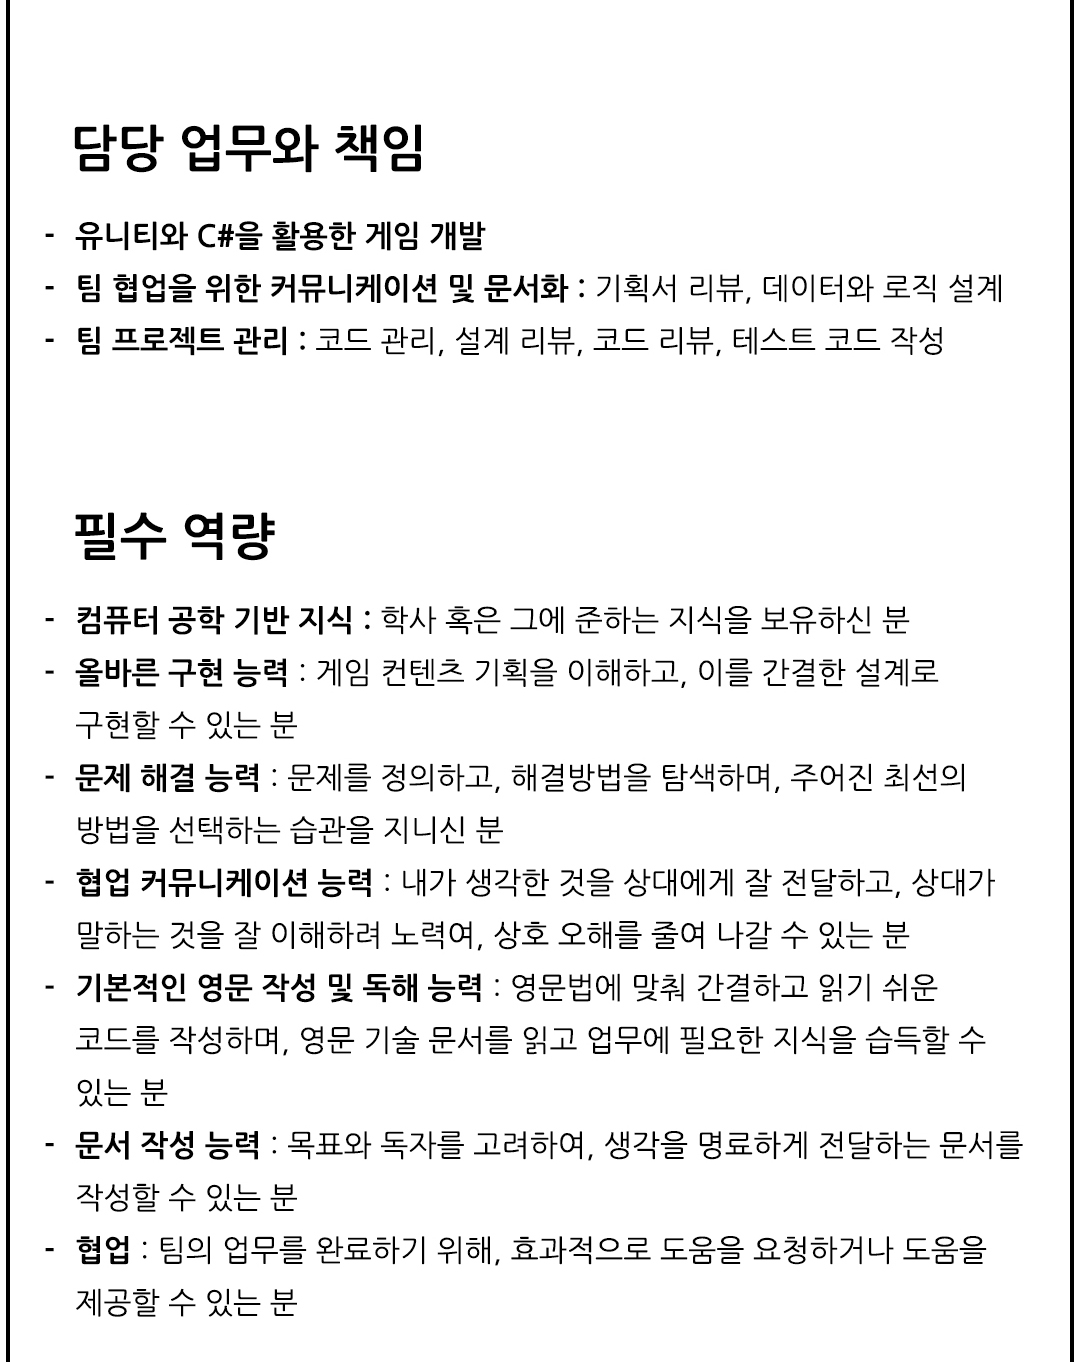 담당 업무와 책임
- 유니티와 C#을 활용한 게임 개발
- 팀 협업을 위한 커뮤니케이션 및 문서화 : 기획서 리뷰, 데이터와 로직 설계
- 팀 프로젝트 관리 : 코드 관리, 설계 리뷰, 코드 리뷰, 테스트 코드 작성
필수 역량
- 컴퓨터 공학 기반 지식 : 학사 혹은 그에 준하는 지식을 보유하신 분
- 올바른 구현 능력 : 게임 컨텐츠 기획을 이해하고, 이를 간결한 설계로
구현할 수 있는 분
- 문제 해결 능력 : 문제를 정의하고, 해결방법을 탐색하며, 주어진 최선의
방법을 선택하는 습관을 지니신 분
- 협업 커뮤니케이션 능력 : 내가 생각한 것을 상대에게 잘 전달하고, 상대가
말하는 것을 잘 이해하려 노력여, 상호 오해를 줄여 나갈 수 있는 분
- 기본적인 영문 작성 및 독해 능력 : 영문법에 맞춰 간결하고 읽기 쉬운
코드를 작성하며, 영문 기술 문서를 읽고 업무에 필요한 지식을 습득할 수
있는 분
- 문서 작성 능력 : 목표와 독자를 고려하여, 생각을 명료하게 전달하는 문서를
작성할 수 있는 분
- 협업 : 팀의 업무를 완료하기 위해, 효과적으로 도움을 요청하거나 도움을
제공할 수 있는 분